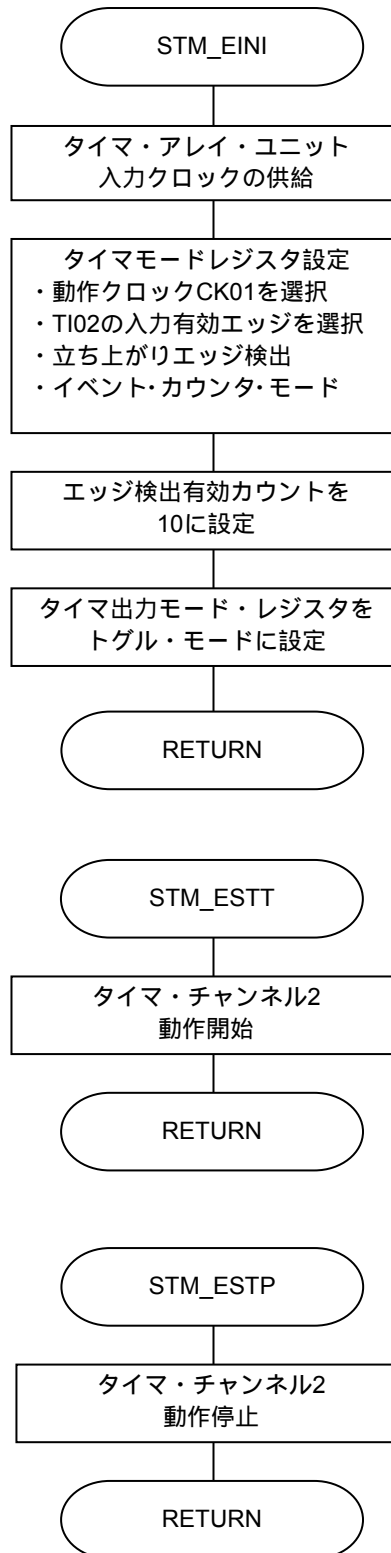 STM_EINI
タイマ・アレイ・ユニット
入力クロックの供給
タイマモードレジスタ設定
・動作クロックCK01を選択
・TI02の入力有効エッジを選択
・立ち上がりエッジ検出
・イベント・カウンタ・モード
エッジ検出有効カウントを
10に設定
タイマ出力モード・レジスタを
トグル・モードに設定
RETURN
STM_ESTT
タイマ・チャンネル2
動作開始
RETURN
STM_ESTP
タイマ・チャンネル2
動作停止
RETURN